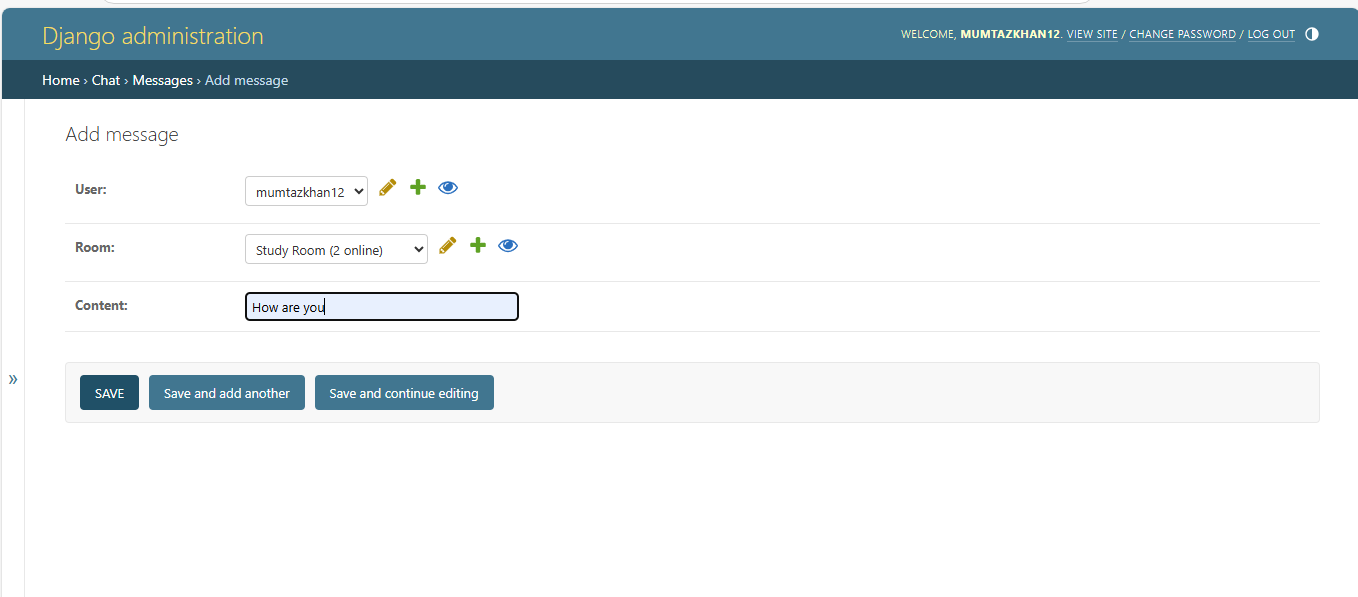 Django administration
WELCOME, MUMTAZKHAN12. VIEW SITE / CHANGE PASSWORD / LOG OUT
Home › Chat › Messages › Add message
Add message
User:
mumtazkhan12
Room:
Study Room (2 online)
Content:
How are you
»
SAVE
Save and add another
Save and continue editing